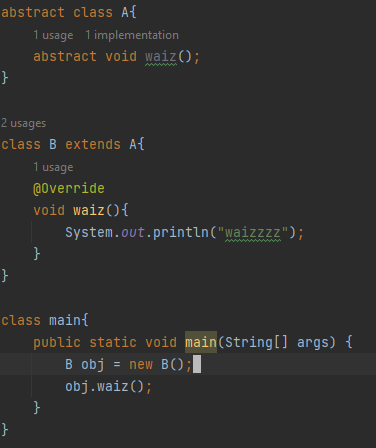 abstract class A{
1 usage 1 implementation
abstract void waiz();
}
2 usages
class B extends A{
1 usage
@Override
void waiz(){
System.out.println("waizzzz");
}
}
class main{
public static void main(String[] args) {
B obj = new B();
obj.waiz();
}
}